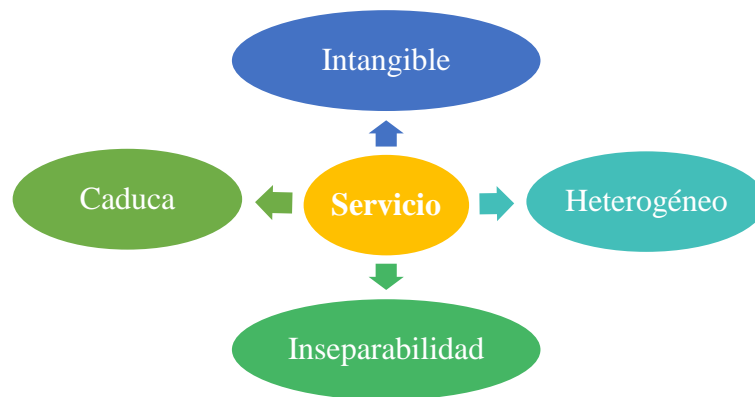 Intangible
Caduca
Servicio
Heterogéneo
Inseparabilidad